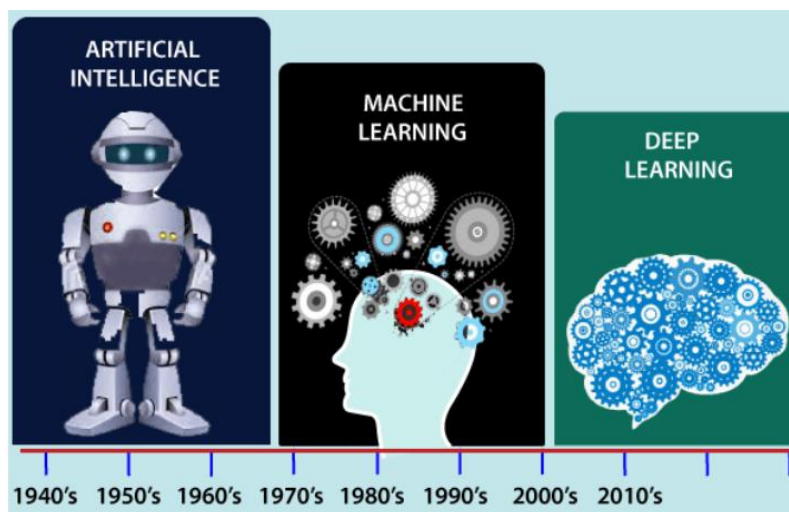 ARTIFICIAL
INTELLIGENCE
MACHINE
LEARNING
DEEP
LEARNING
1940's 1950's 1960's 1970's 1980's 1990's 2000's 2010's